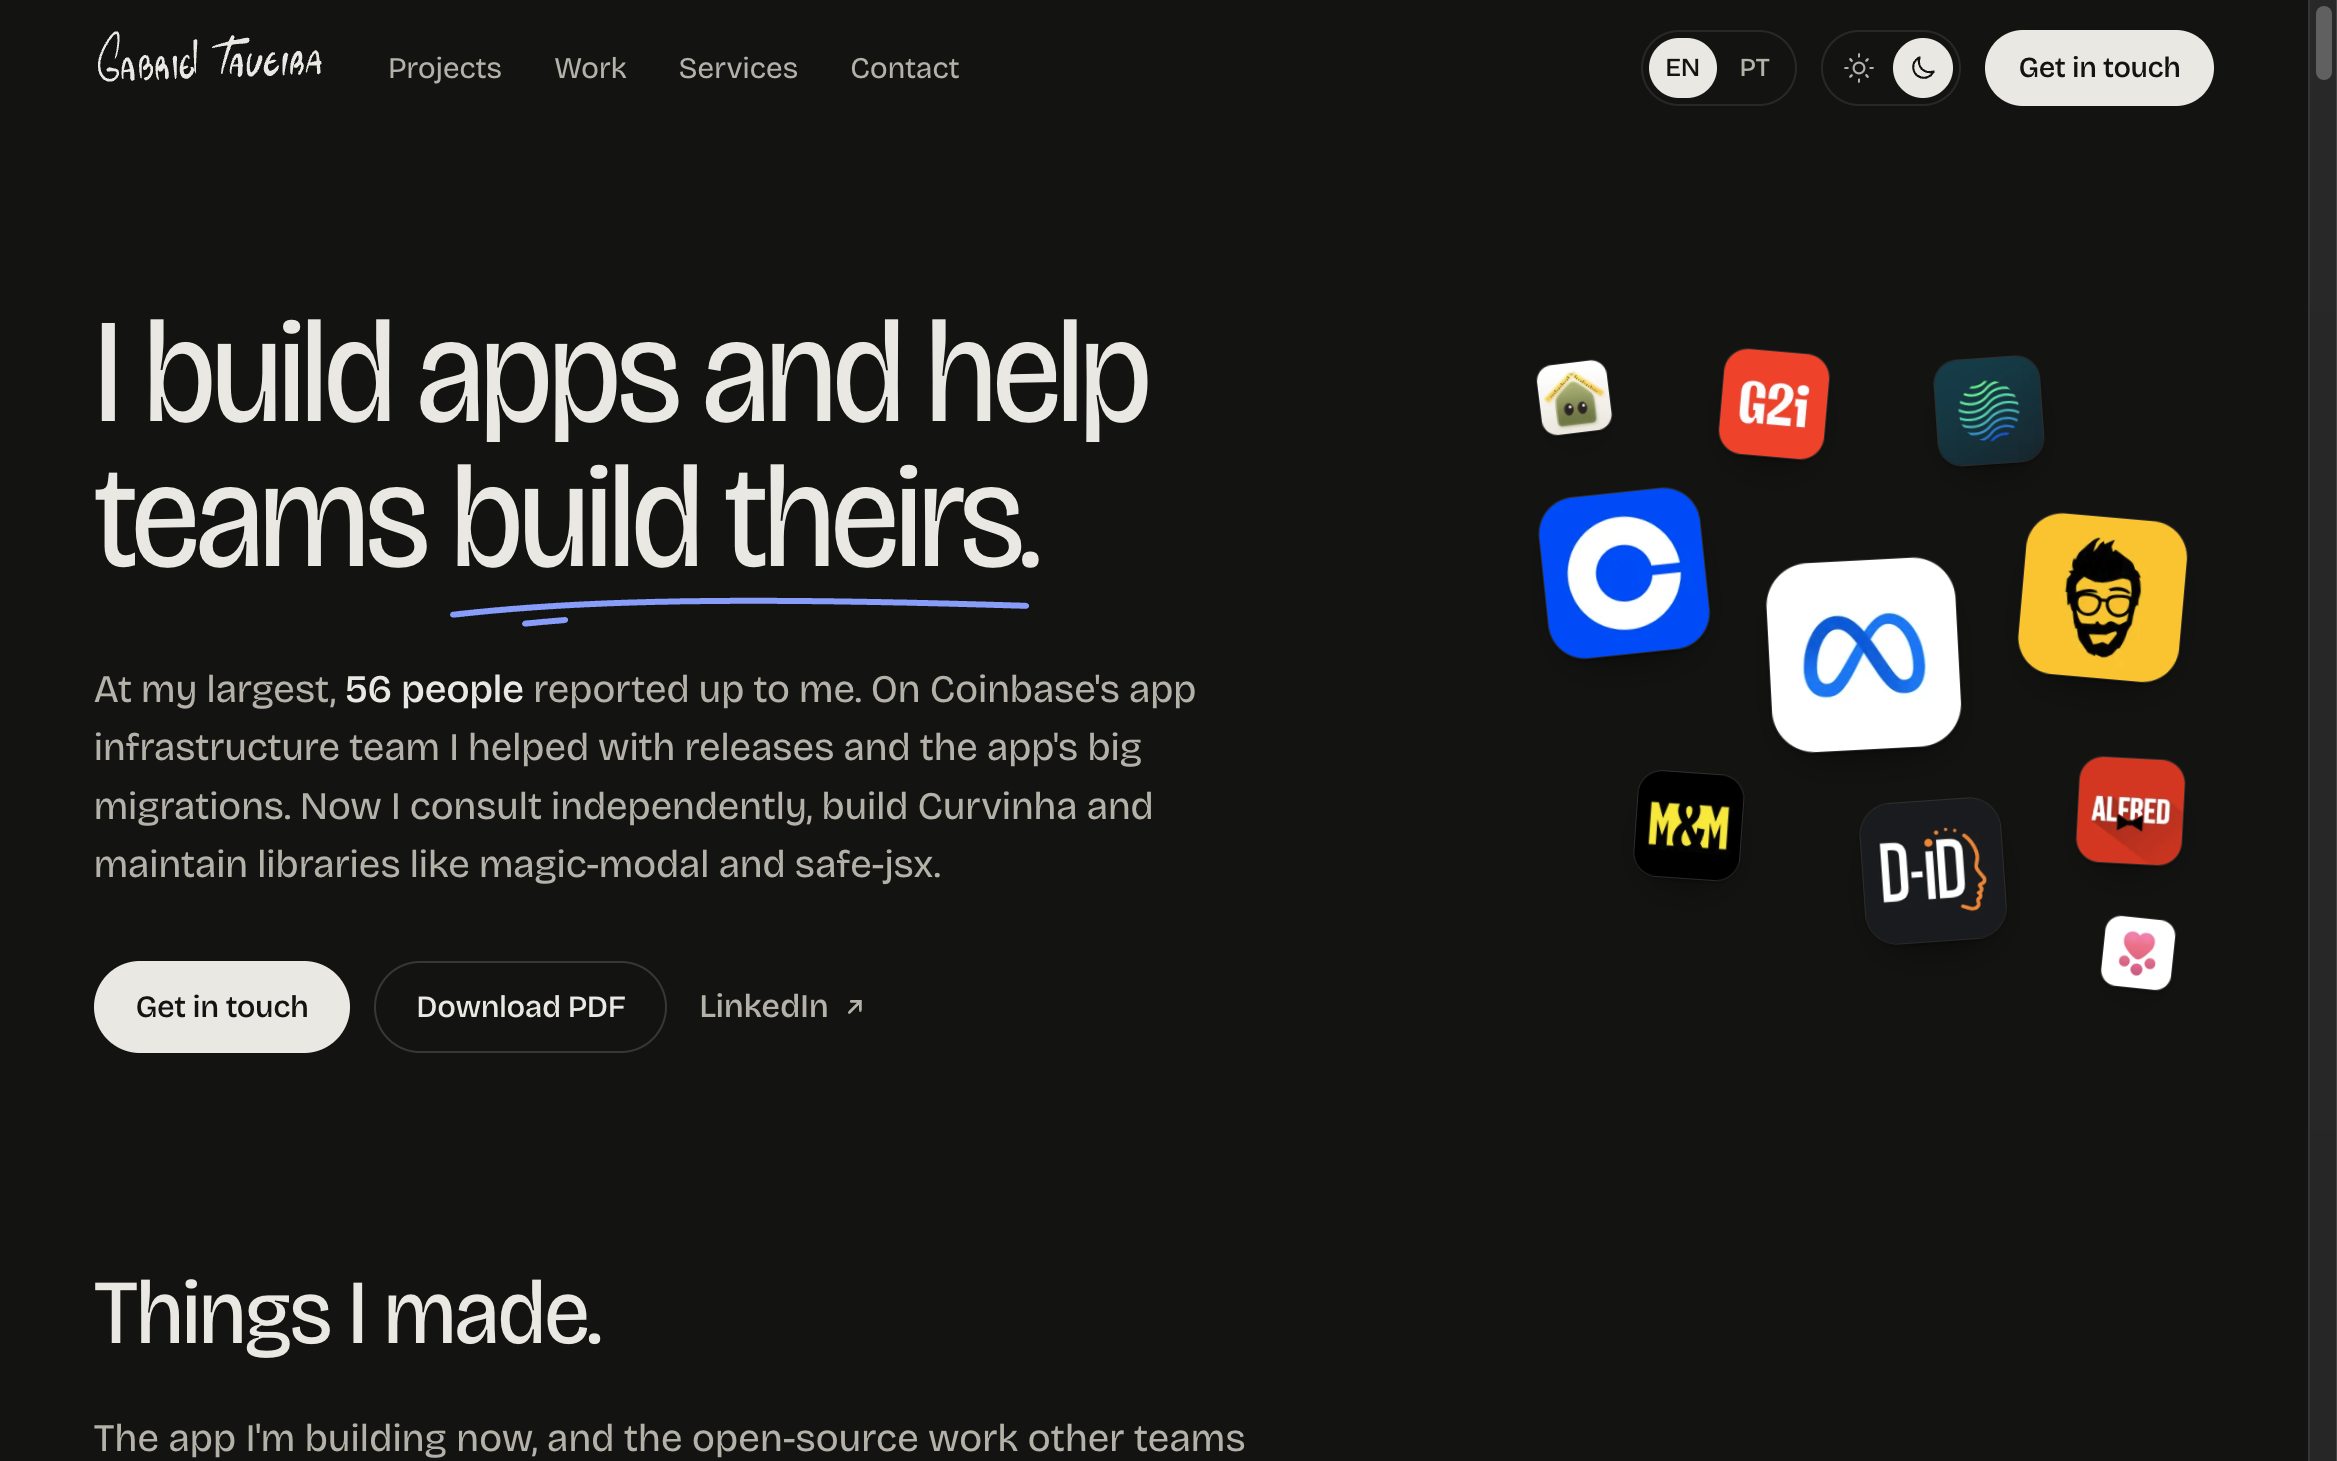 GABRIEL TAVEIRA
Projects
Work
Services
Contact
EN
PT
Get in touch
I build apps and help
teams build theirs.
At my largest, 56 people reported up to me. On Coinbase's app
infrastructure team I helped with releases and the app's big
migrations. Now I consult independently, build Curvinha and
maintain libraries like magic-modal and safe-jsx.
Get in touch
Download PDF
LinkedIn ↗
G2i
M&M
D-iD
ALFRED
Things I made.
The app I'm building now, and the open-source work other teams